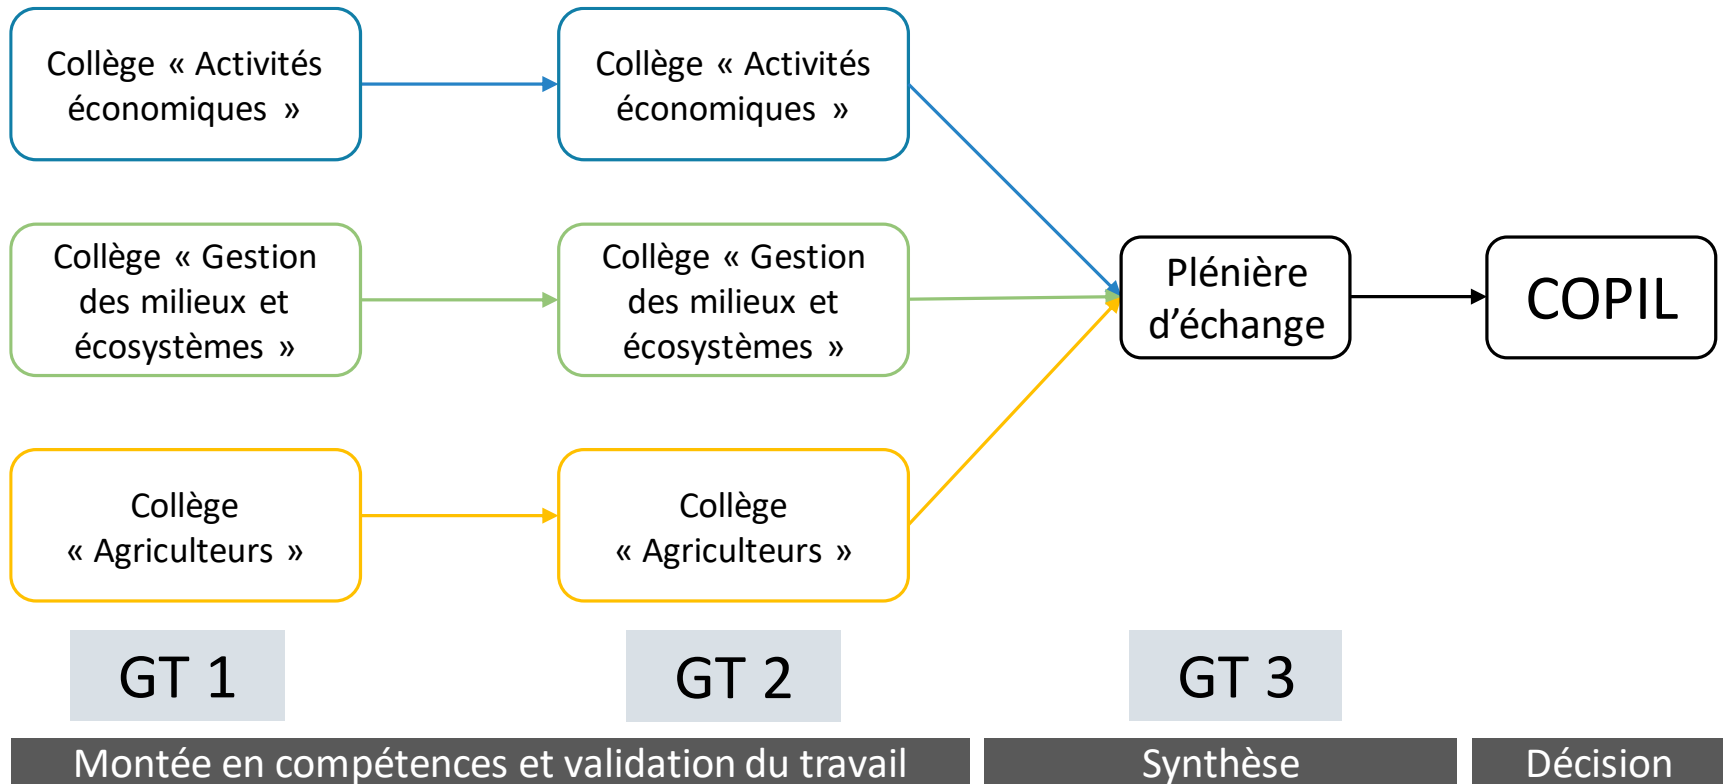 Collège « Activités
économiques »
Collège « Activités
économiques »
Collège « Gestion
des milieux et
écosystèmes »
Collège « Gestion
des milieux et
écosystèmes »
Plénière
d’échange
COPIL
Collège
« Agriculteurs »
Collège
« Agriculteurs »
GT 1
GT 2
GT 3
Montée en compétences et validation du travail
Synthèse
Décision